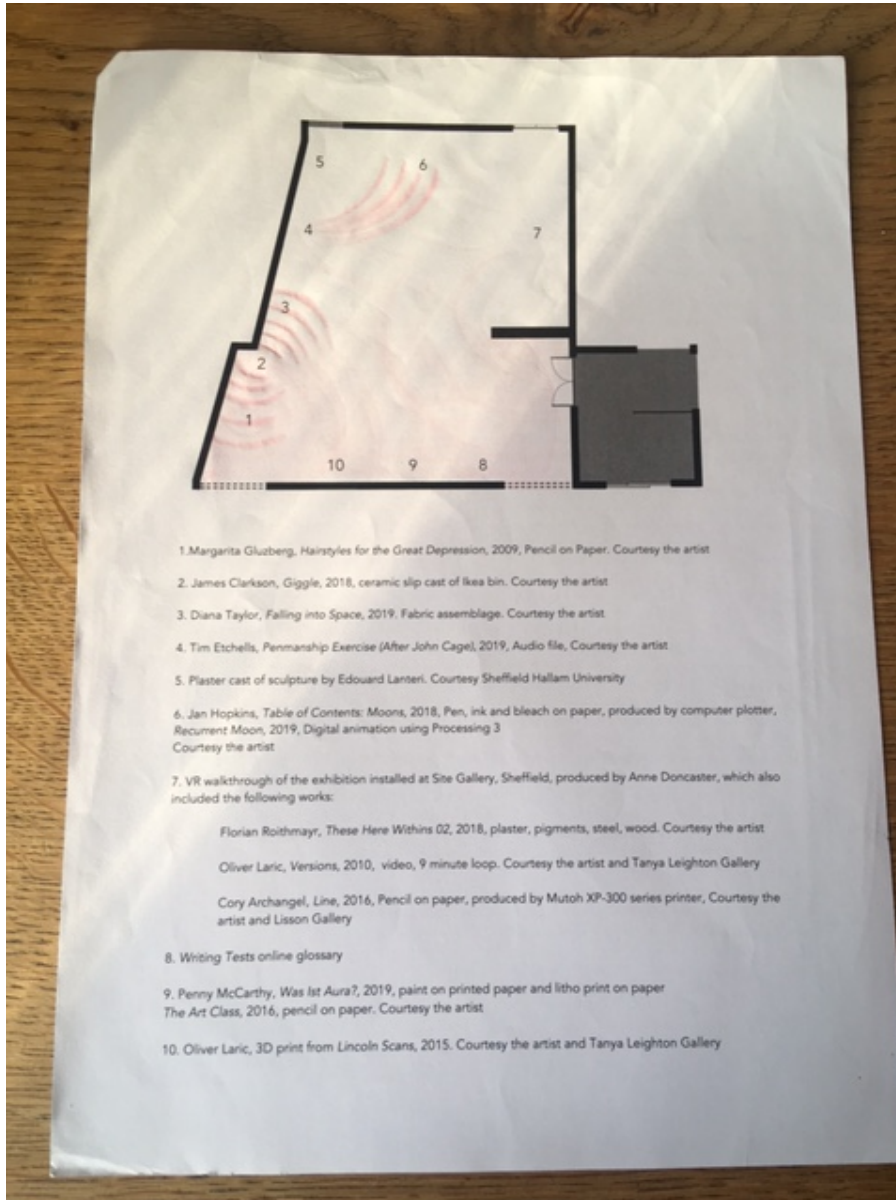 5
6
4
7
3
2
1
10 9 8
1.Margarita Gluzberg, Hairstyles for the Great Depression, 2009, Pencil on Paper. Courtesy the artist
2. James Clarkson, Giggle, 2018, ceramic slip cast of Ikea bin. Courtesy the artist
3. Diana Taylor, Falling into Space, 2019. Fabric assemblage. Courtesy the artist
4. Tim Etchells, Penmanship Exercise (After John Cage), 2019, Audio file, Courtesy the artist
5. Plaster cast of sculpture by Edouard Lanteri. Courtesy Sheffield Hallam University
6. Jan Hopkins, Table of Contents: Moons, 2018, Pen, ink and bleach on paper, produced by computer plotter,
Recurrent Moon, 2019, Digital animation using Processing 3
Courtesy the artist
7. VR walkthrough of the exhibition installed at Site Gallery, Sheffield, produced by Anne Doncaster, which also
included the following works:
Florian Roithmayr, These Here Withins 02, 2018, plaster, pigments, steel, wood. Courtesy the artist
Oliver Laric, Versions, 2010, video, 9 minute loop. Courtesy the artist and Tanya Leighton Gallery
Cory Archangel, Line, 2016, Pencil on paper, produced by Mutoh XP-300 series printer, Courtesy the
artist and Lisson Gallery
8. Writing Tests online glossary
9. Penny McCarthy, Was Ist Aura?, 2019, paint on printed paper and litho print on paper
The Art Class, 2016, pencil on paper. Courtesy the artist
10. Oliver Laric, 3D print from Lincoln Scans, 2015. Courtesy the artist and Tanya Leighton Gallery